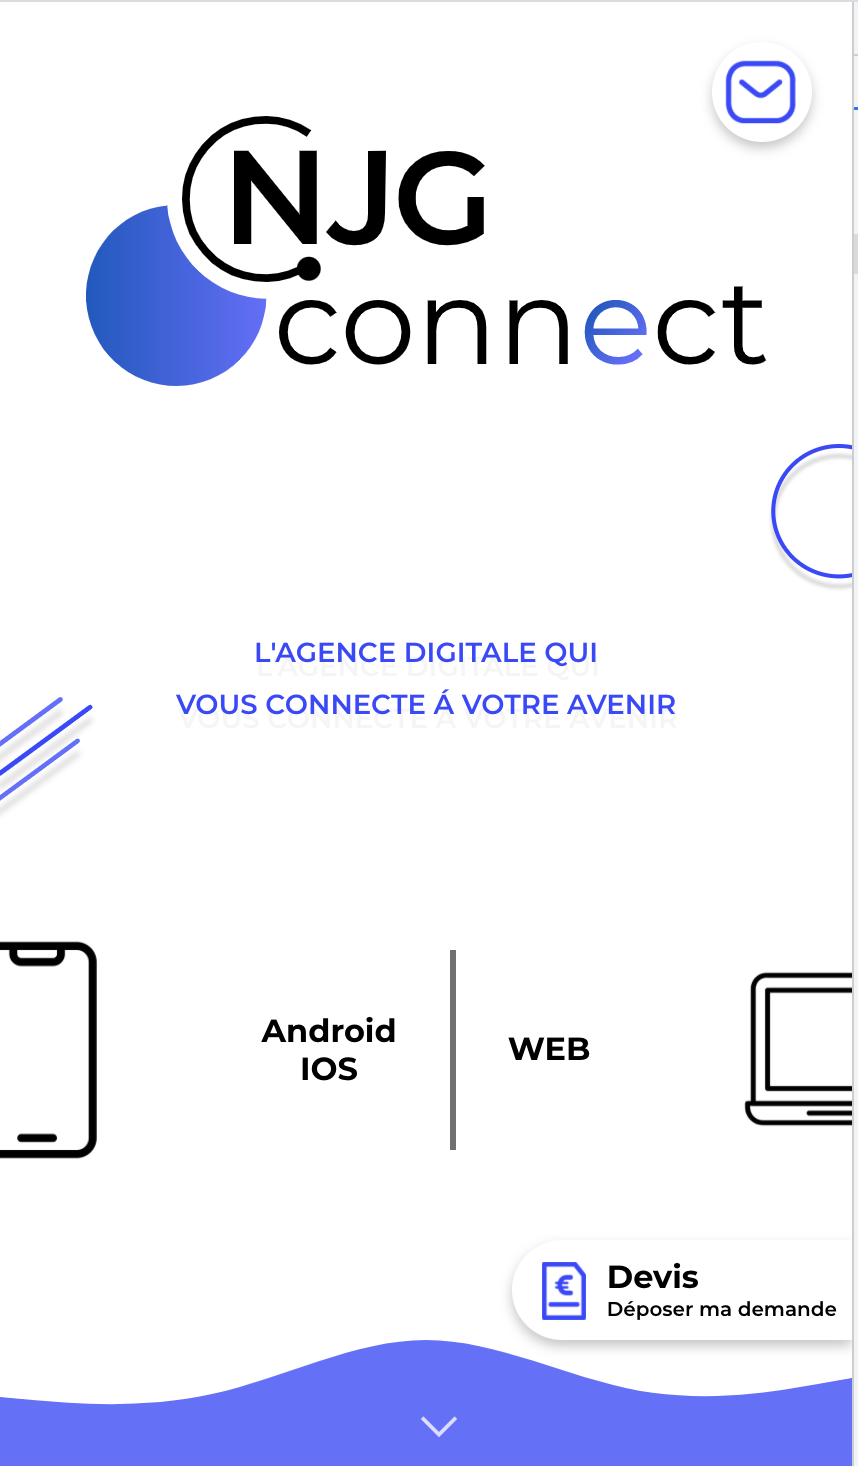 NJG
connect
L'AGENCE DIGITALE QUI
VOUS CONNECTE Á VOTRE AVENIR
Android
IOS
WEB
€
Devis
Déposer ma demande